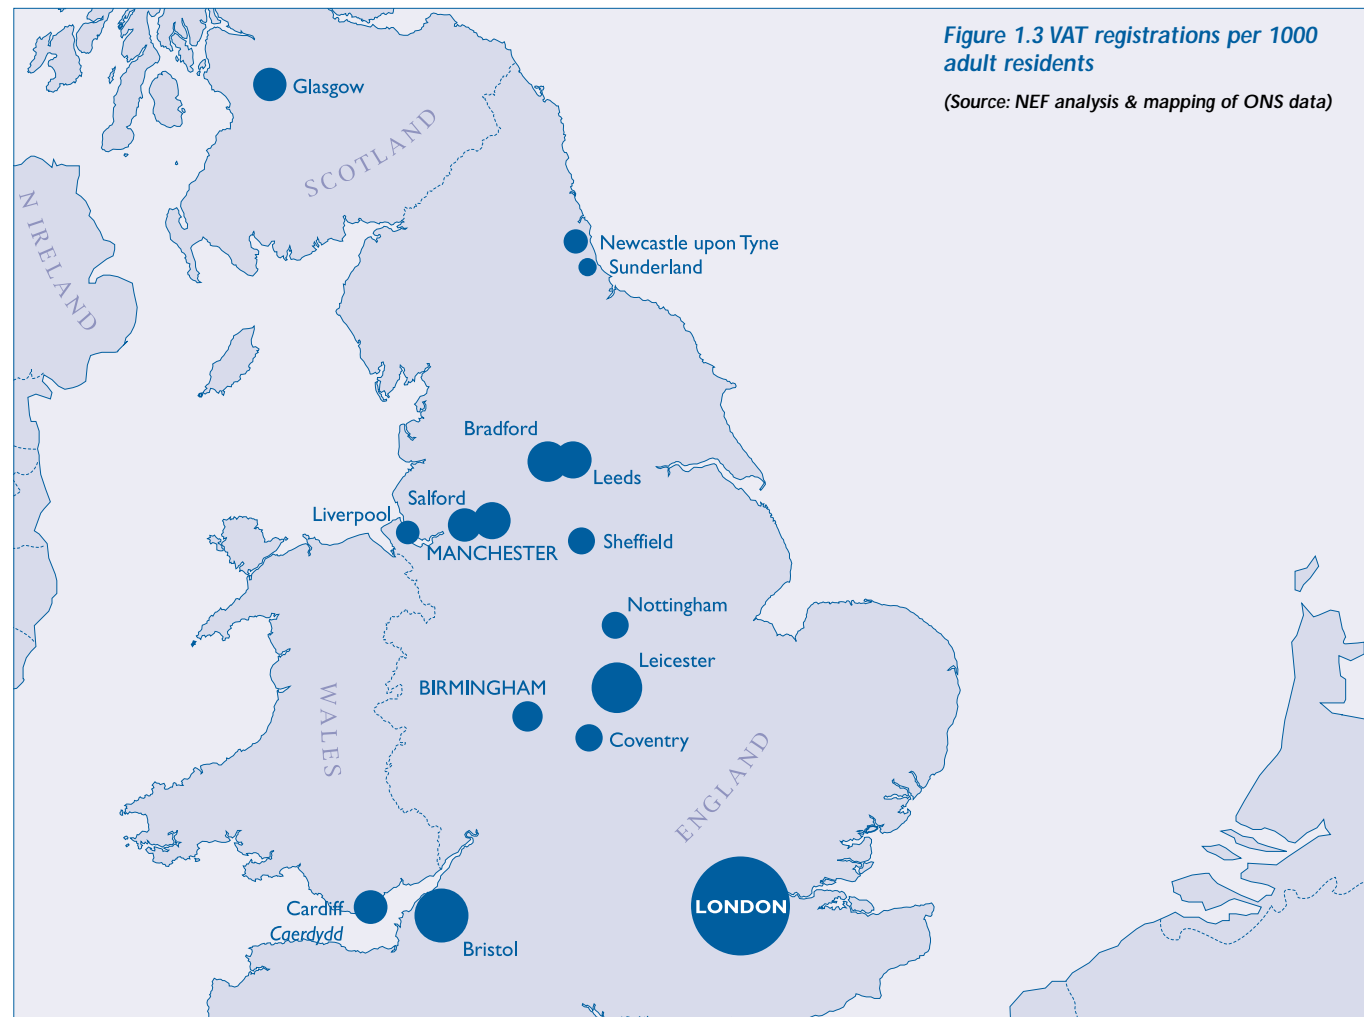 Figure 1.3 VAT registrations per 1000
adult residents
(Source: NEF analysis & mapping of ONS data)
Glasgow
SCOTLAND
N IRELAND
Newcastle upon Tyne
Sunderland
Bradford
Leeds
Salford
Liverpool
MANCHESTER
Sheffield
Nottingham
Leicester
BIRMINGHAM
WALES
Coventry
ENGLAND
LONDON
Cardiff
Caerdydd
Bristol